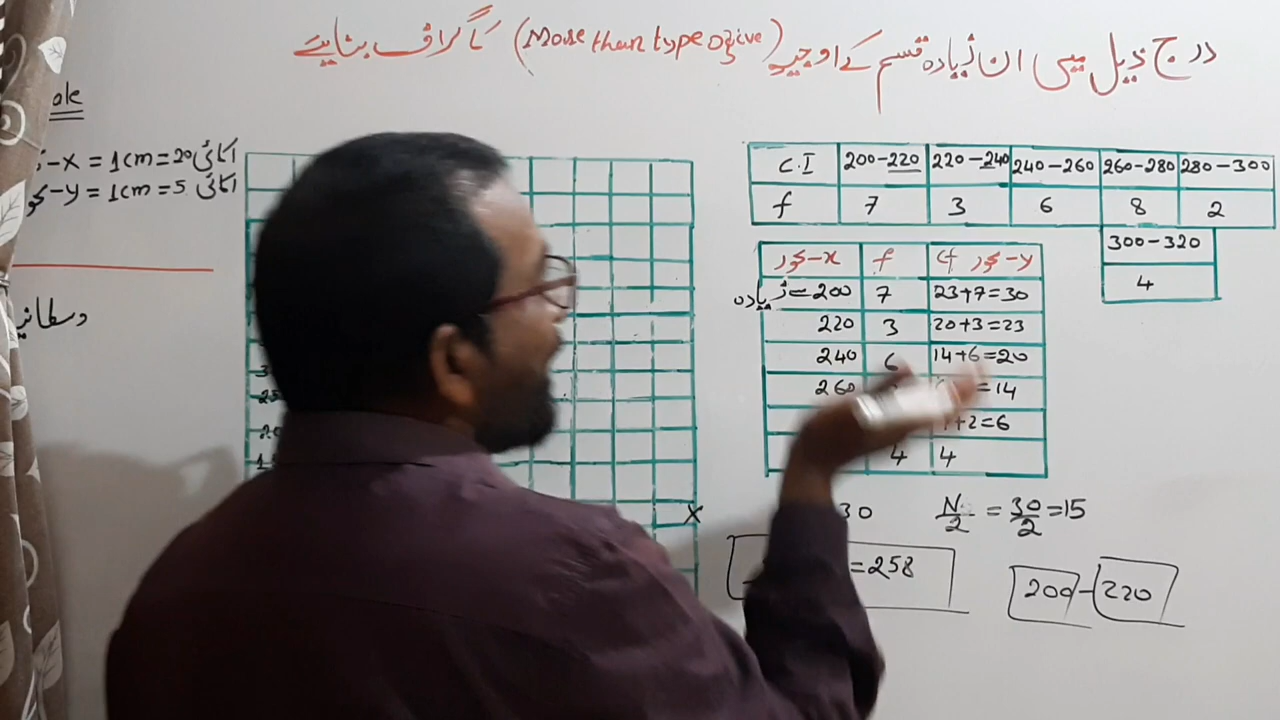 درج ذیل میں ان زیادہ قسم کے اوجیو (More than type ogive) کا گراف بنائیے
ole
x = 1cm = 20 اکائی
y = 1cm = 5 اکائی
C.I 200-220 220-240 240-260 260-280 280-300
f 7 3 6 8 2
300-320
4
x-محور f cf y-محور
زیادہ = 200 7 23+7=30
220 3 20+3=23
240 6 14+6=20
260 =14
+2=6
4 4
30 N/2 = 30/2 = 15
=258
200-220
20
X